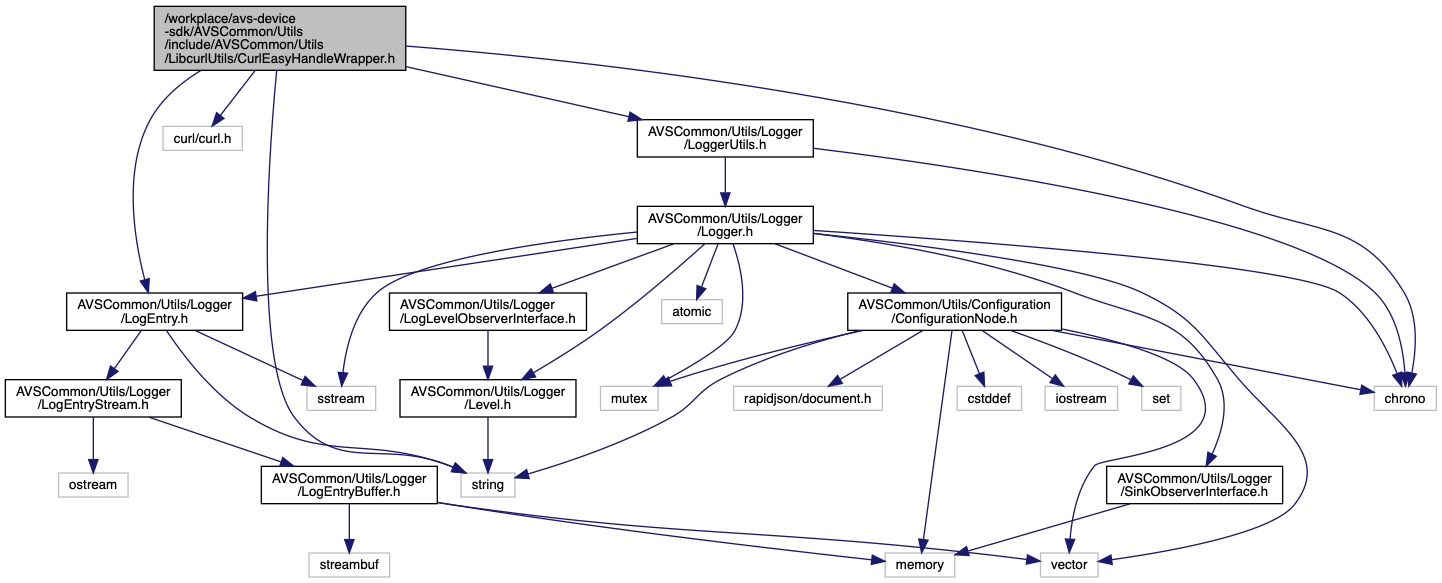 /workplace/avs-device
-sdk/AVSCommon/Utils
/include/AVSCommon/Utils
/LibcurlUtils/CurlEasyHandleWrapper.h
curl/curl.h
AVSCommon/Utils/Logger
/LoggerUtils.h
AVSCommon/Utils/Logger
/Logger.h
AVSCommon/Utils/Logger
/LogEntry.h
AVSCommon/Utils/Logger
/LogLevelObserverInterface.h
atomic
AVSCommon/Utils/Configuration
/ConfigurationNode.h
AVSCommon/Utils/Logger
/LogEntryStream.h
sstream
AVSCommon/Utils/Logger
/Level.h
mutex
rapidjson/document.h
cstddef
iostream
set
chrono
ostream
AVSCommon/Utils/Logger
/LogEntryBuffer.h
string
AVSCommon/Utils/Logger
/SinkObserverInterface.h
streambuf
memory
vector